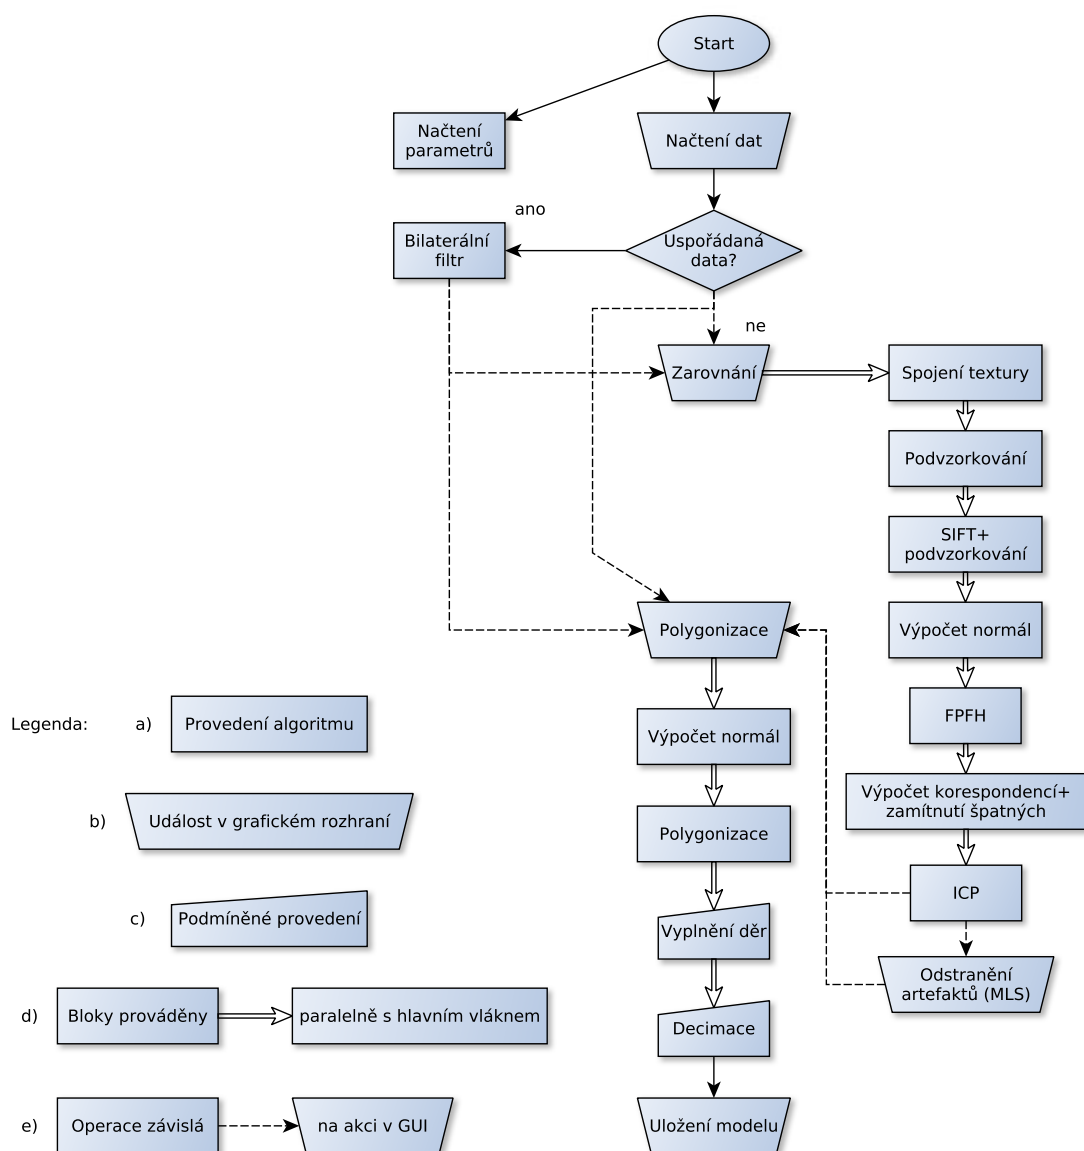 Start
Načtení
parametrů
Načtení dat
ano
Bilaterální
filtr
Uspořádaná
data?
ne
Zarovnání
Spojení textury
Podvzorkování
SIFT+
podvzorkování
Výpočet normál
FPFH
Výpočet korespondencí+
zamítnutí špatných
ICP
Odstranění
artefaktů (MLS)
Polygonizace
Výpočet normál
Polygonizace
Vyplnění děr
Decimace
Uložení modelu
Legenda:
a)
Provedení algoritmu
b)
Událost v grafickém rozhraní
c)
Podmíněné provedení
d)
Bloky prováděny
paralelně s hlavním vláknem
e)
Operace závislá
na akci v GUI